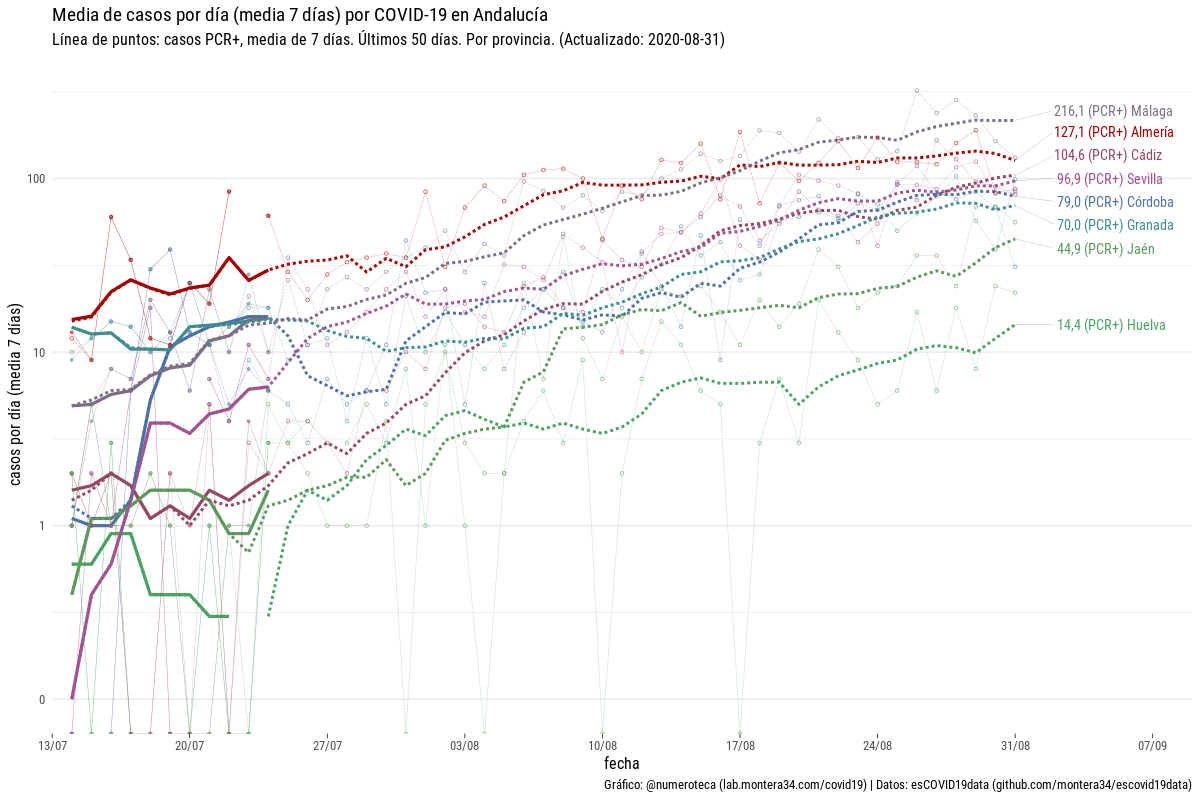 Media de casos por día (media 7 días) por COVID-19 en Andalucía
Línea de puntos: casos PCR+, media de 7 días. Últimos 50 días. Por provincia. (Actualizado: 2020-08-31)
casos por día (media 7 días)
100
10
1
0
216,1 (PCR+) Málaga
127,1 (PCR+) Almería
104,6 (PCR+) Cádiz
96,9 (PCR+) Sevilla
79,0 (PCR+) Córdoba
70,0 (PCR+) Granada
44,9 (PCR+) Jaén
14,4 (PCR+) Huelva
13/07 20/07 27/07 03/08 10/08 17/08 24/08 31/08 07/09
fecha
Gráfico: @numeroteca (lab.montera34.com/covid19) | Datos: esCOVID19data (github.com/montera34/escovid19data)